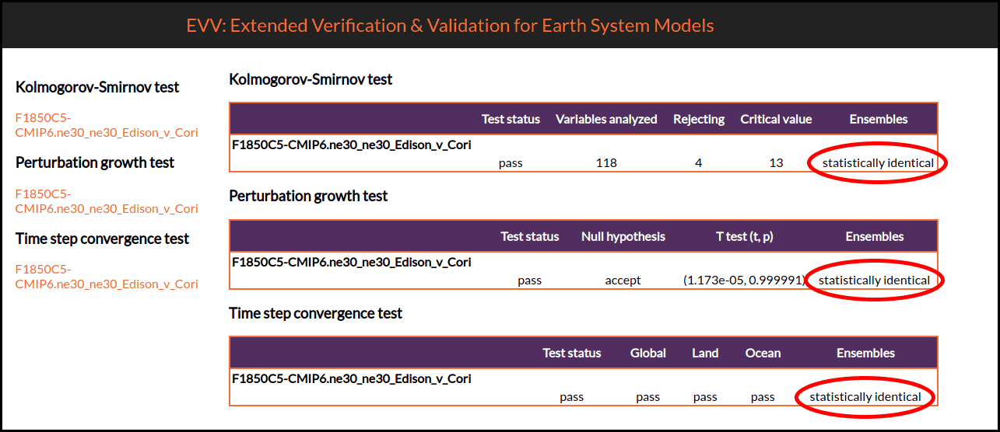 EVV: Extended Verification & Validation for Earth System Models
Kolmogorov-Smirnov test
F1850C5-
CMIP6.ne30_ne30_Edison_v_Cori
Perturbation growth test
F1850C5-
CMIP6.ne30_ne30_Edison_v_Cori
Time step convergence test
F1850C5-
CMIP6.ne30_ne30_Edison_v_Cori
Kolmogorov-Smirnov test
Test status Variables analyzed Rejecting Critical value Ensembles
F1850C5-CMIP6.ne30_ne30_Edison_v_Cori
pass 118 4 13 statistically identical
Perturbation growth test
Test status Null hypothesis T test (t, p) Ensembles
F1850C5-CMIP6.ne30_ne30_Edison_v_Cori
pass accept (1.173e-05, 0.999991) statistically identical
Time step convergence test
Test status Global Land Ocean Ensembles
F1850C5-CMIP6.ne30_ne30_Edison_v_Cori
pass pass pass pass statistically identical